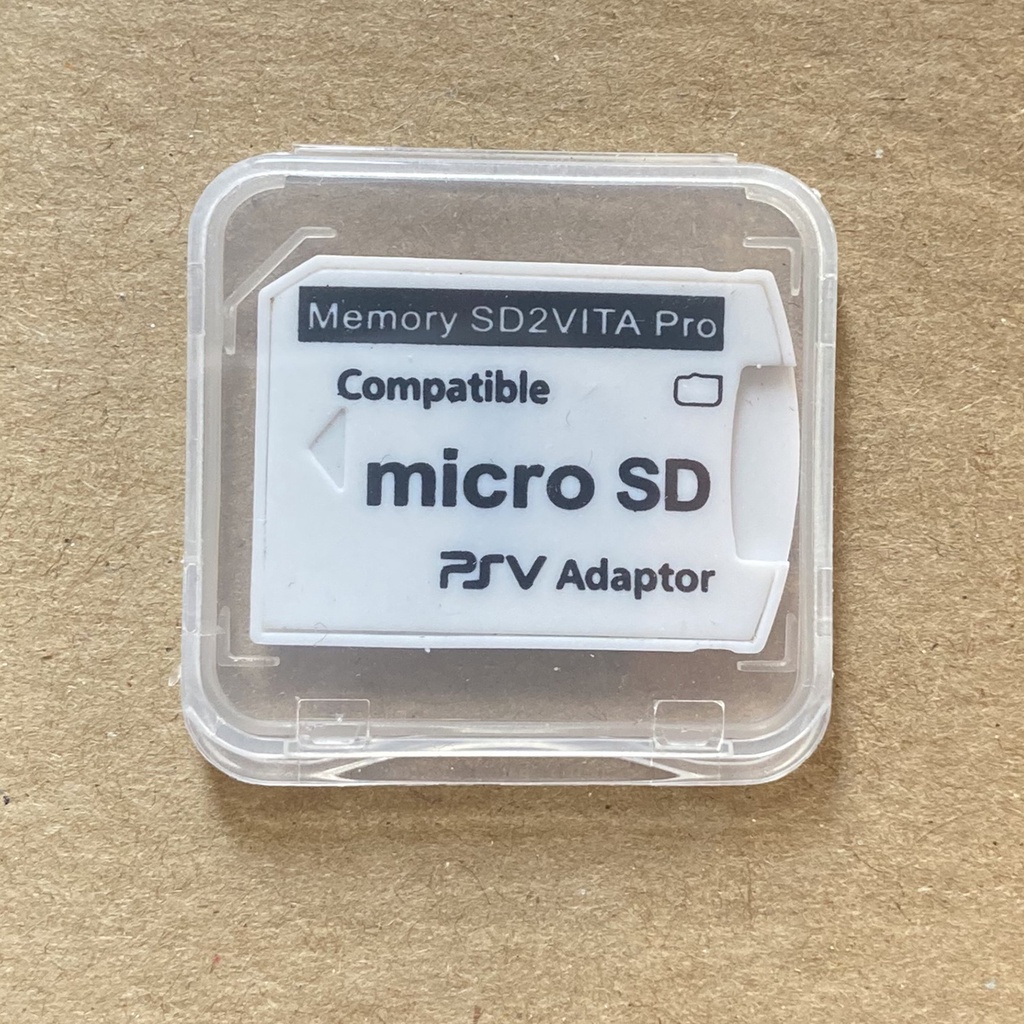 Memory SD2VITA Pro
Compatible
micro SD
PSV Adaptor